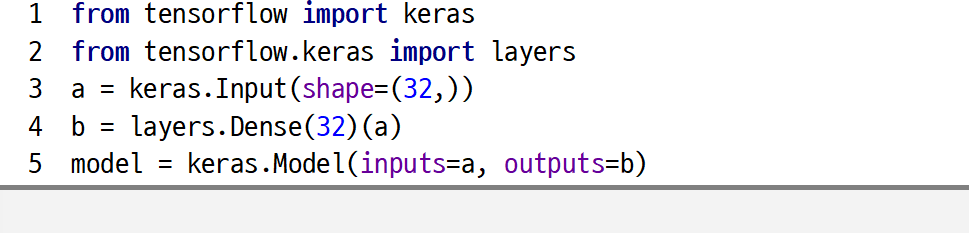 1 from tensorflow import keras
2 from tensorflow.keras import layers
3 a = keras.Input(shape=(32,))
4 b = layers.Dense(32)(a)
5 model = keras.Model(inputs=a, outputs=b)